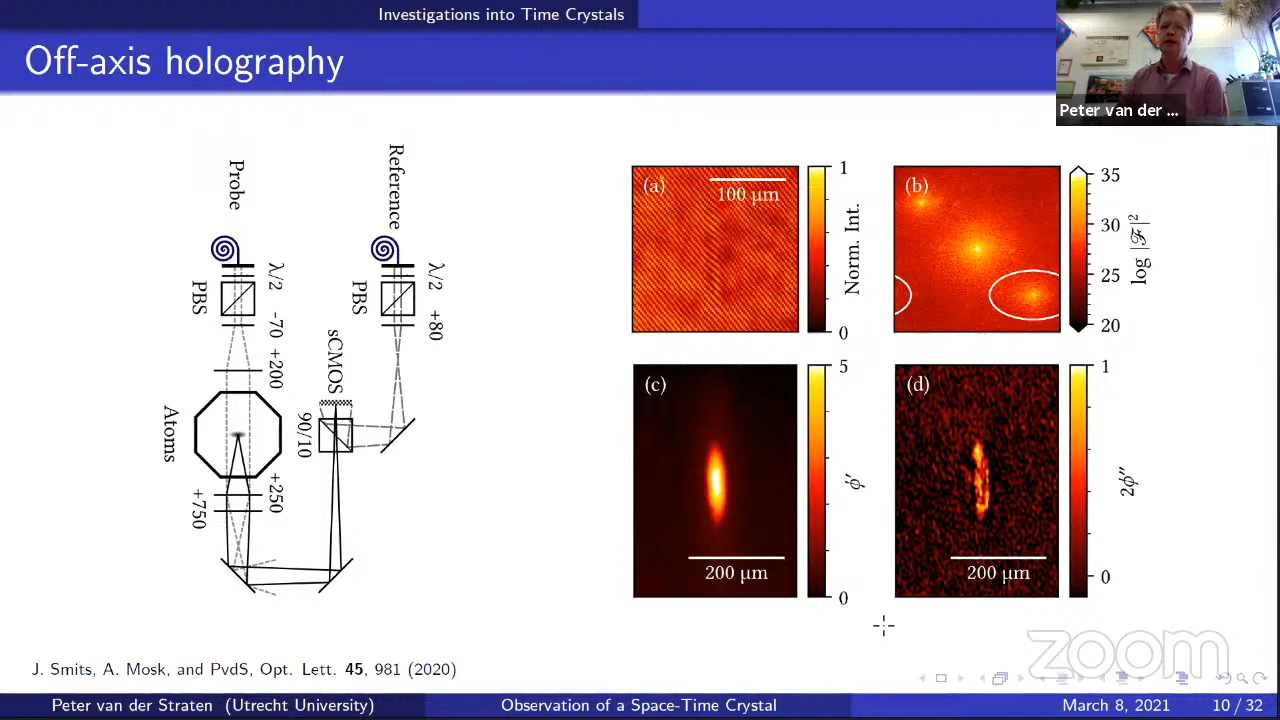 Investigations into Time Crystals
Off-axis holography
Peter van der ...
Probe
Reference
λ/2
PBS
-70
+200
Atoms
+250
+750
λ/2
PBS
+80
sCMOS
90/10
(a)
100 μm
1
Norm. Int.
0
(b)
35
30
25
20
log |ℱ|²
(c)
200 μm
5
ϕ′
0
(d)
200 μm
1
2ϕ″
0
J. Smits, A. Mosk, and PvdS, Opt. Lett. 45, 981 (2020)
zoom
Peter van der Straten (Utrecht University)
Observation of a Space-Time Crystal
March 8, 2021
10 / 32